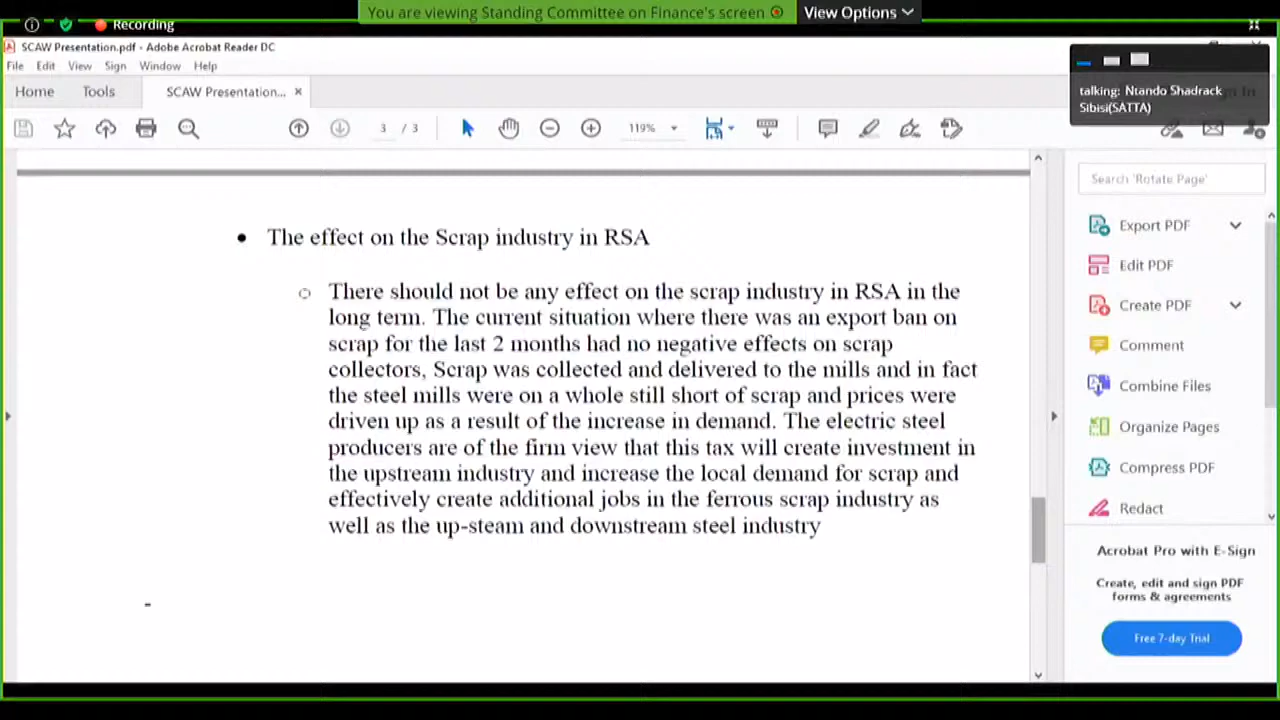 You are viewing Standing Committee on Finance's screen
View Options
Recording
SCAW Presentation.pdf - Adobe Acrobat Reader DC
File Edit View Sign Window Help
talking: Ntando Shadrack
Sibisi(SATTA)
Home Tools SCAW Presentation... ×
3 / 3
119%
Search 'Rotate Page'
Export PDF
Edit PDF
Create PDF
Comment
Combine Files
Organize Pages
Compress PDF
Redact
Acrobat Pro with E-Sign
Create, edit and sign PDF
forms & agreements
Free 7-day Trial
• The effect on the Scrap industry in RSA
○ There should not be any effect on the scrap industry in RSA in the
long term. The current situation where there was an export ban on
scrap for the last 2 months had no negative effects on scrap
collectors, Scrap was collected and delivered to the mills and in fact
the steel mills were on a whole still short of scrap and prices were
driven up as a result of the increase in demand. The electric steel
producers are of the firm view that this tax will create investment in
the upstream industry and increase the local demand for scrap and
effectively create additional jobs in the ferrous scrap industry as
well as the up-steam and downstream steel industry
-